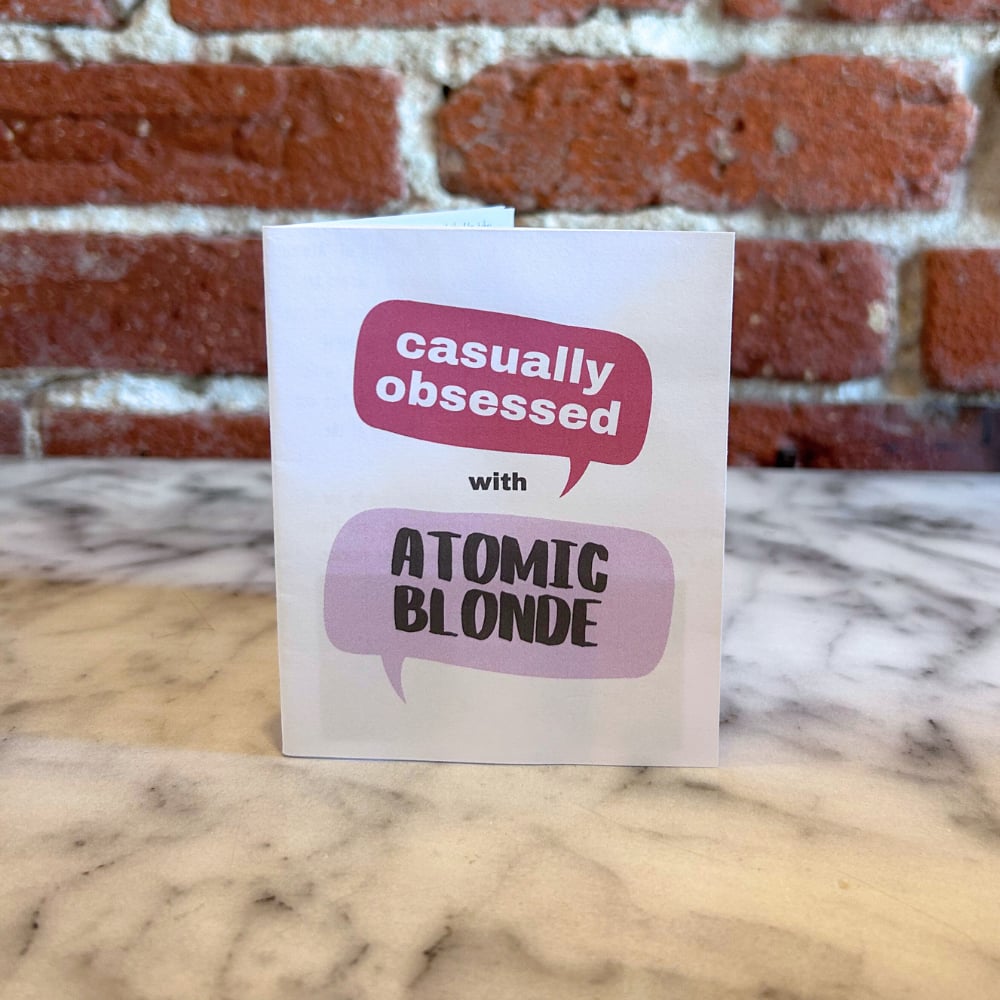 casually
obsessed
with
ATOMIC
BLONDE